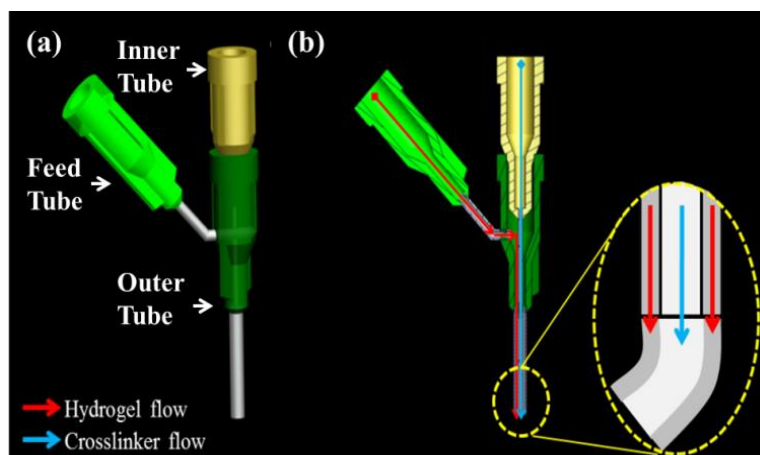 (a)
Inner
Tube
Feed
Tube
Outer
Tube
Hydrogel flow
Crosslinker flow
(b)